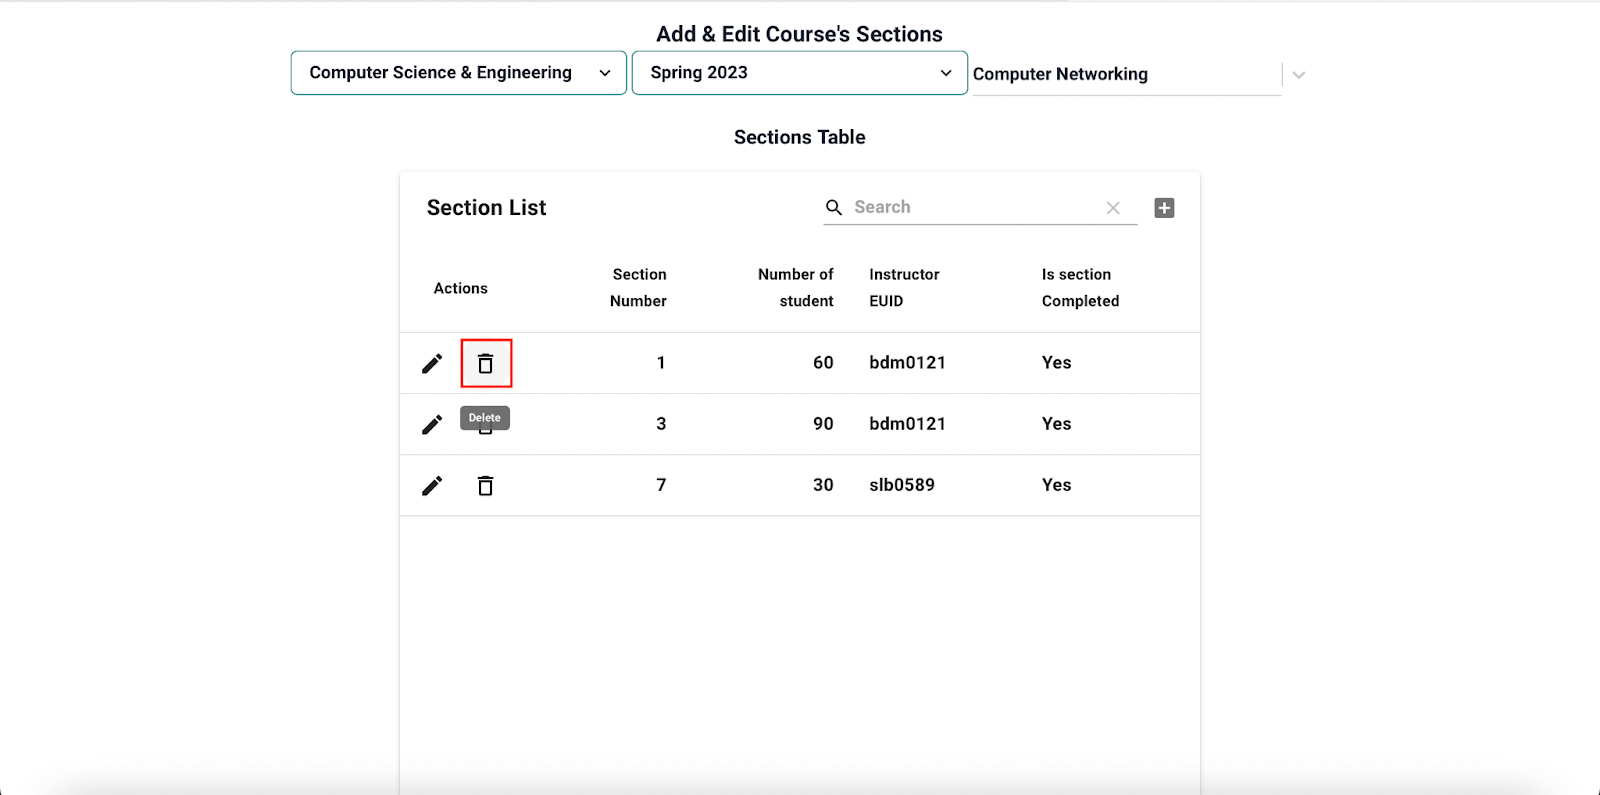 Add & Edit Course's Sections
Computer Science & Engineering
Spring 2023
Computer Networking
Sections Table
Section List
Search
Actions
Section
Number
Number of
student
Instructor
EUID
Is section
Completed
1 60 bdm0121 Yes
Delete
3 90 bdm0121 Yes
7 30 slb0589 Yes